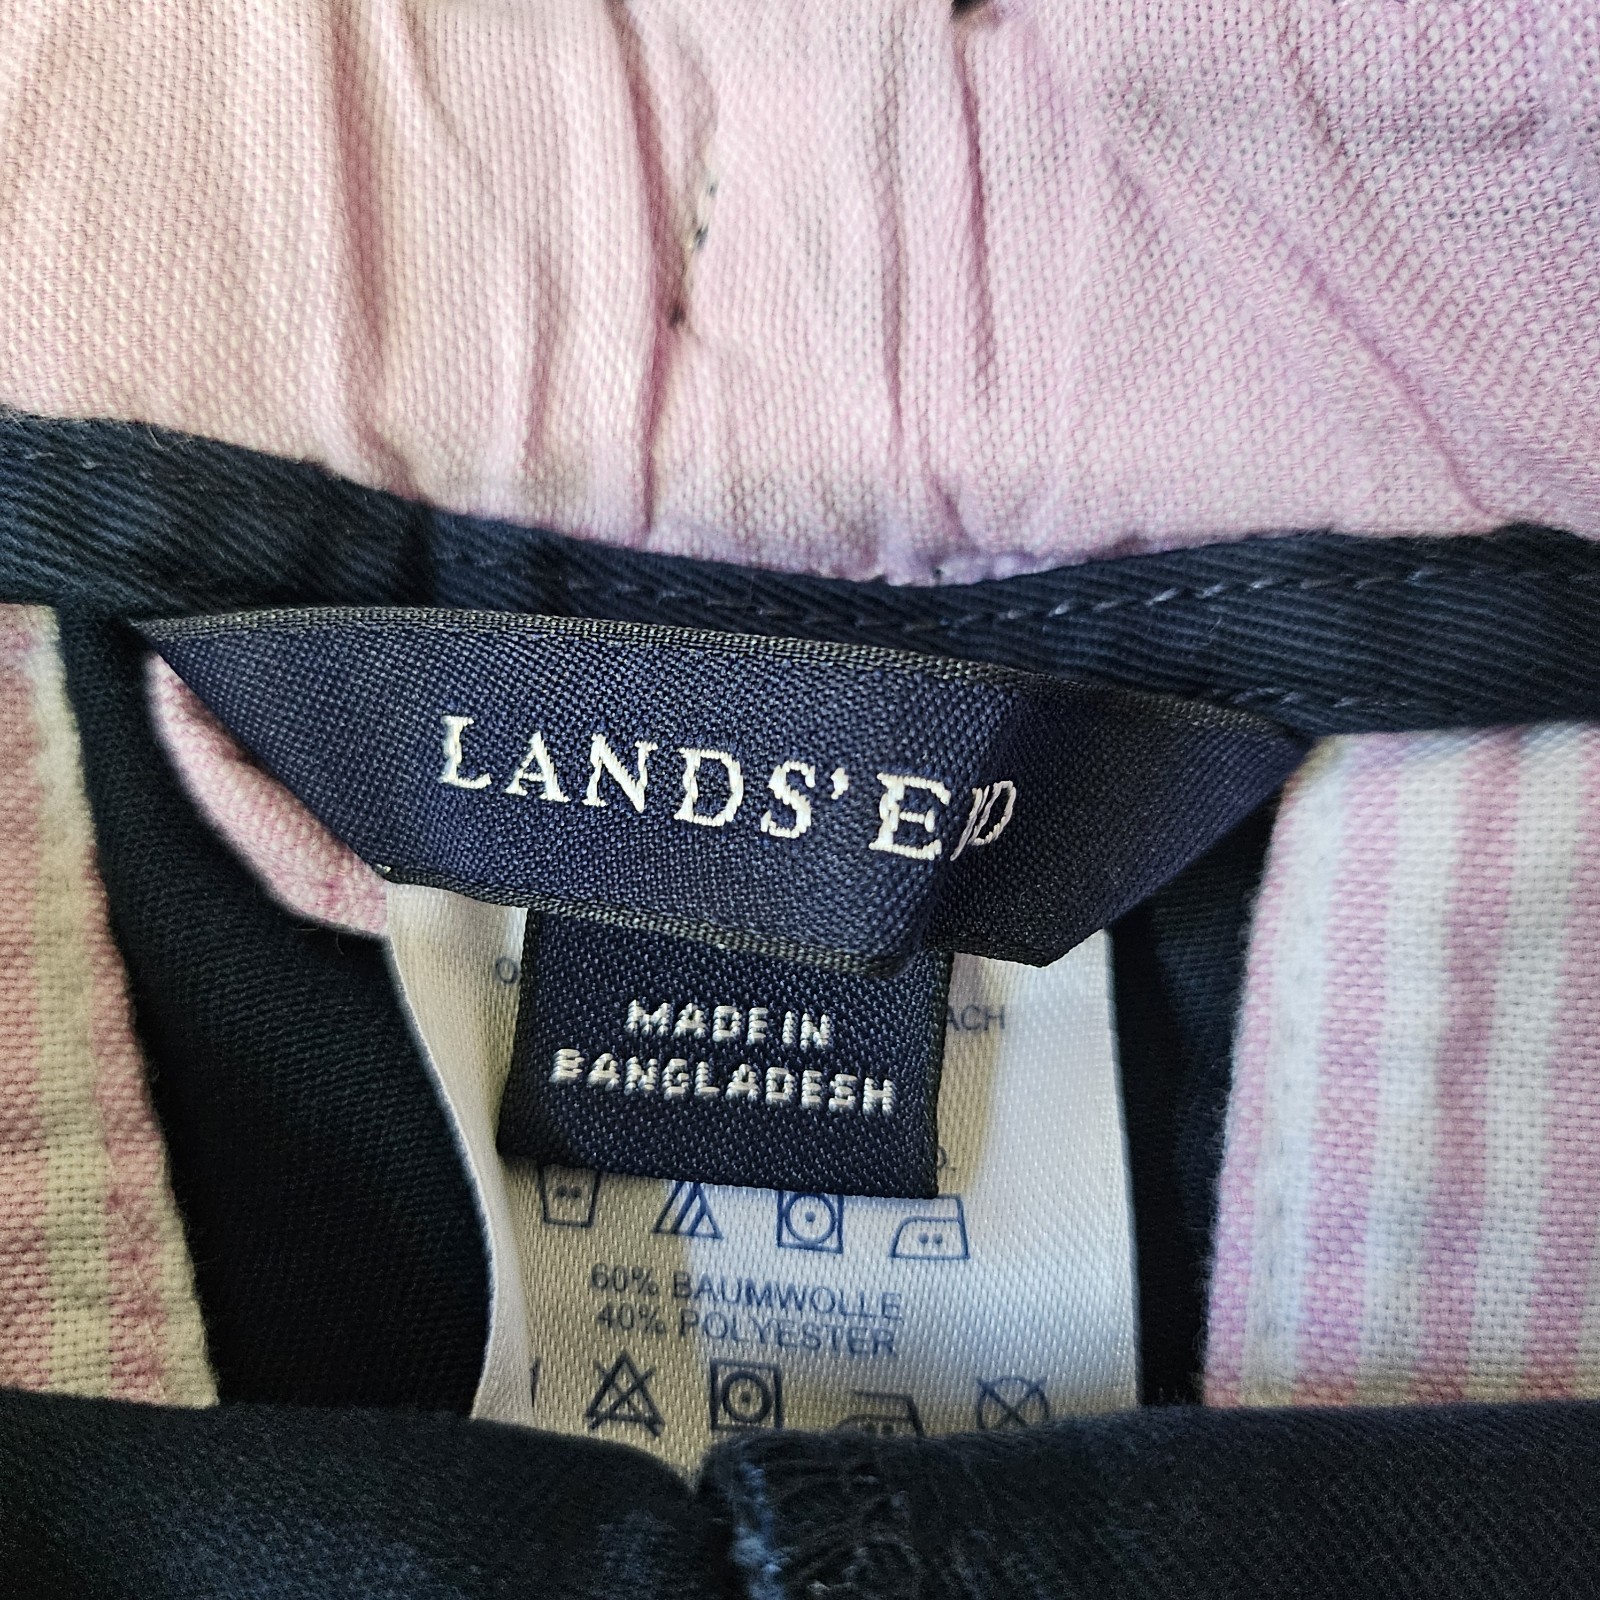 LANDS' END
MADE IN
BANGLADESH
60% BAUMWOLLE
40% POLYESTER